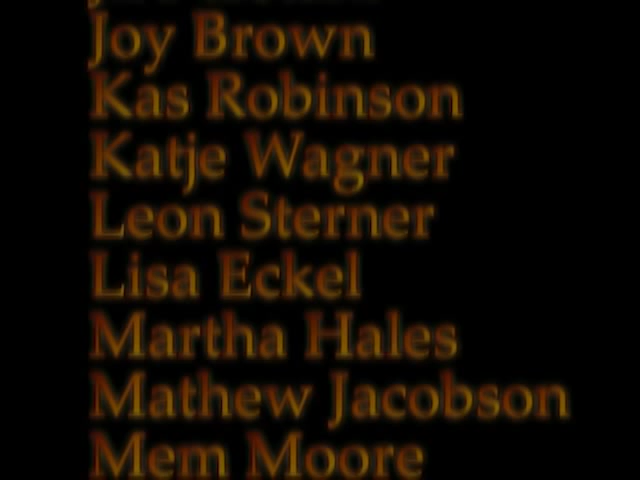 Joy Brown
Kas Robinson
Katje Wagner
Leon Sterner
Lisa Eckel
Martha Hales
Mathew Jacobson
Mem Moore